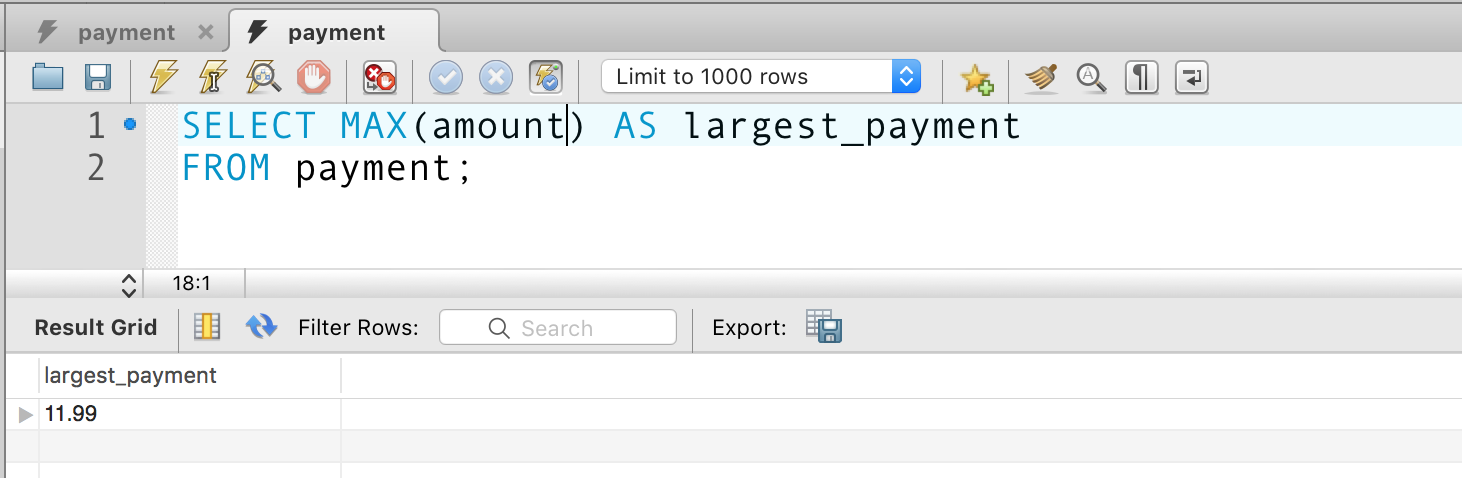 payment payment
Limit to 1000 rows
1 SELECT MAX(amount) AS largest_payment
2 FROM payment;
18:1
Result Grid Filter Rows: Search Export:
largest_payment
11.99